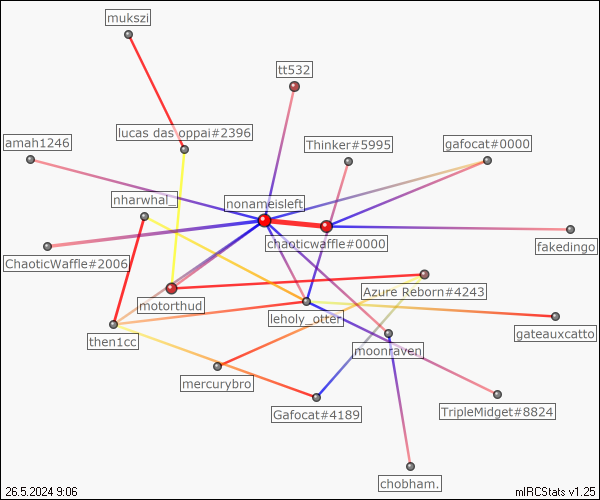 mukszi
tt532
lucas das oppai#2396
amah1246
Thinker#5995
gafocat#0000
nharwhal_
nonameisleft
chaoticwaffle#0000
fakedingo
ChaoticWaffle#2006
Azure Reborn#4243
motorthud
leholy_otter
gateauxcatto
then1cc
moonraven
mercurybro
Gafocat#4189
TripleMidget#8824
chobham.
26.5.2024 9:06
mIRCStats v1.25